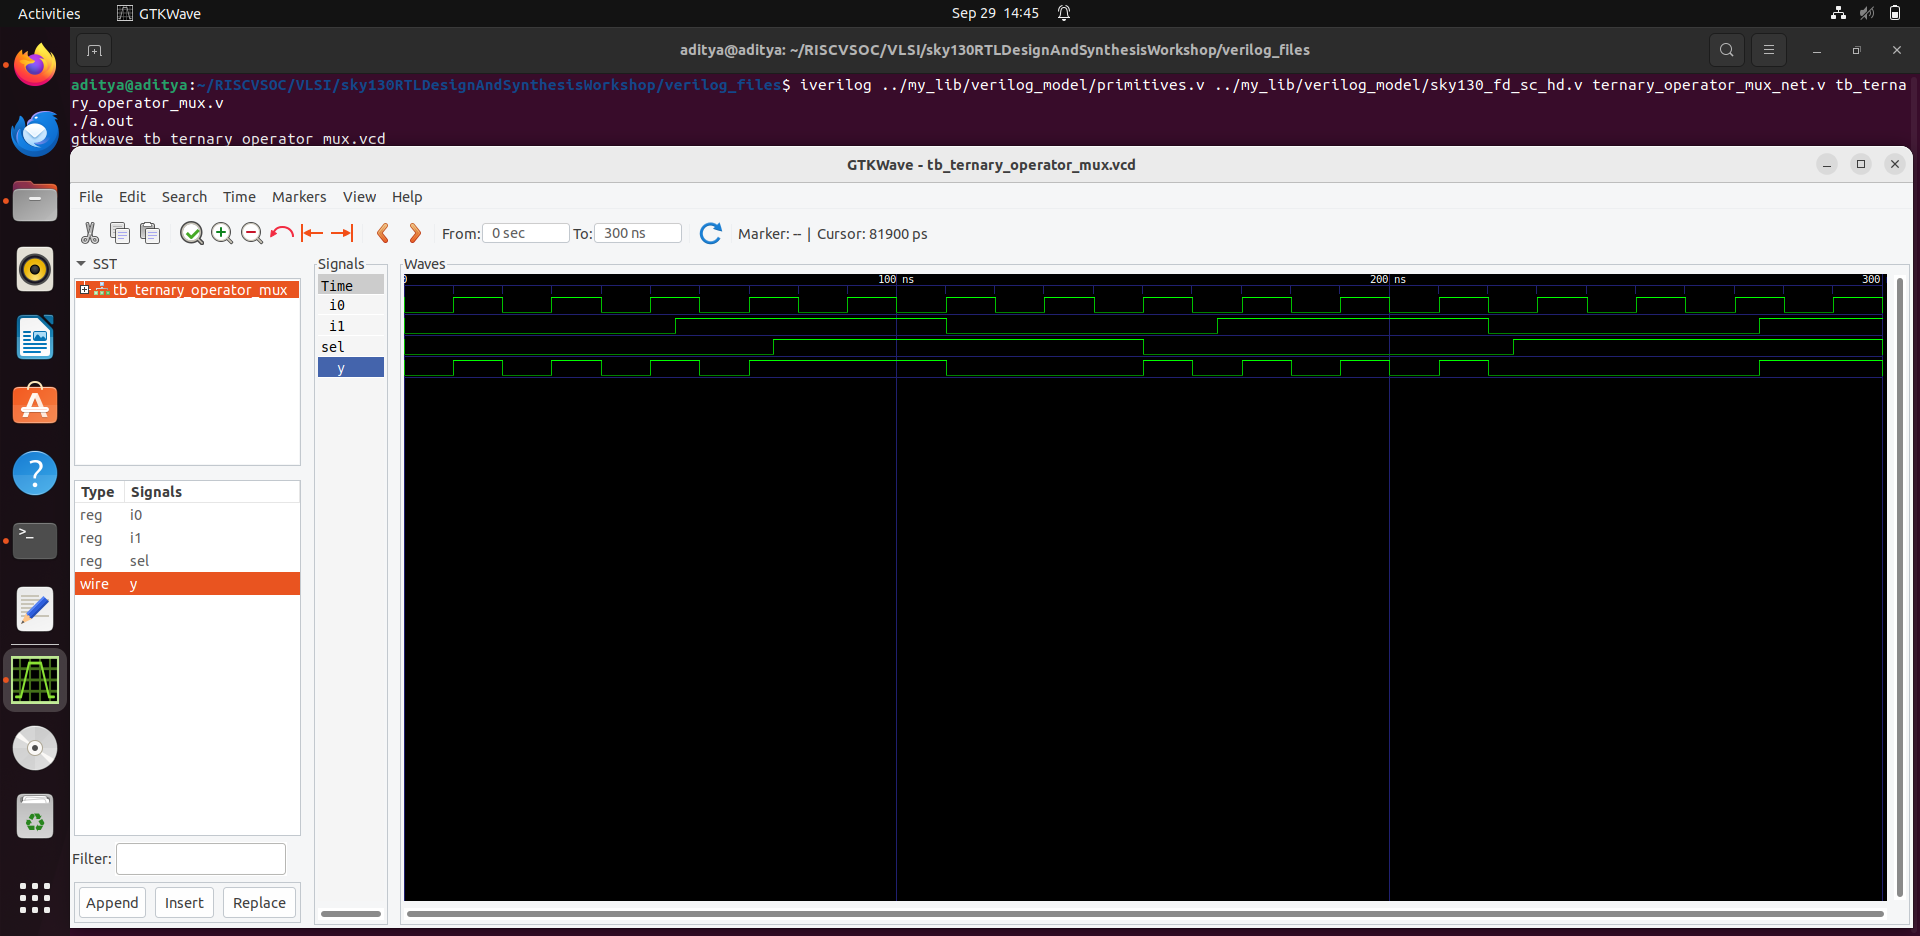 Activities GTKWave Sep 29 14:45
aditya@aditya: ~/RISCVSOC/VLSI/sky130RTLDesignAndSynthesisWorkshop/verilog_files
aditya@aditya:~/RISCVSOC/VLSI/sky130RTLDesignAndSynthesisWorkshop/verilog_files$ iverilog ../my_lib/verilog_model/primitives.v ../my_lib/verilog_model/sky130_fd_sc_hd.v ternary_operator_mux_net.v tb_terna
ry_operator_mux.v
./a.out
gtkwave tb_ternary_operator_mux.vcd
GTKWave - tb_ternary_operator_mux.vcd
File Edit Search Time Markers View Help
From: 0 sec To: 300 ns Marker: -- | Cursor: 81900 ps
SST
tb_ternary_operator_mux
Type Signals
reg i0
reg i1
reg sel
wire y
Filter:
Append Insert Replace
Signals
Time
i0
i1
sel
y
Waves
0 100 ns 200 ns 300